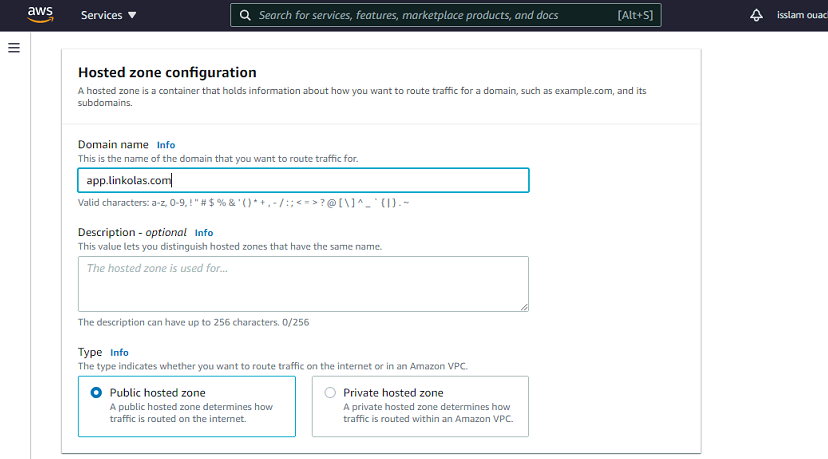 aws
Services ▼
Search for services, features, marketplace products, and docs
[Alt+S]
isslam ouac
Hosted zone configuration
A hosted zone is a container that holds information about how you want to route traffic for a domain, such as example.com, and its
subdomains.
Domain name Info
This is the name of the domain that you want to route traffic for.
app.linkolas.com
Valid characters: a-z, 0-9, ! " # $ % & ' ( ) * + , - / : ; < = > ? @ [ \ ] ^ _ ` { | } . ~
Description - optional Info
This value lets you distinguish hosted zones that have the same name.
The hosted zone is used for...
The description can have up to 256 characters. 0/256
Type Info
The type indicates whether you want to route traffic on the internet or in an Amazon VPC.
Public hosted zone
A public hosted zone determines how
traffic is routed on the internet.
Private hosted zone
A private hosted zone determines how
traffic is routed within an Amazon VPC.